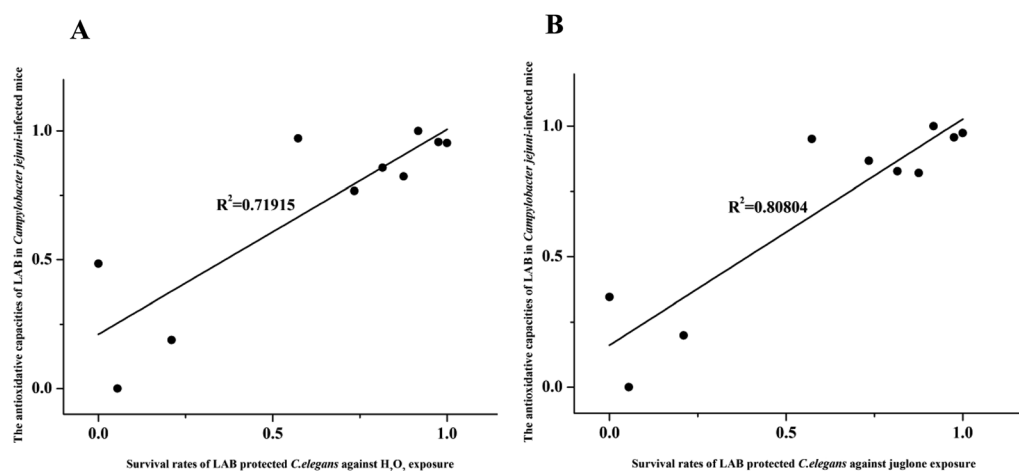 A
The antioxidative capacities of LAB in Campylobacter jejuni-infected mice
1.0
0.5
0.0
R²=0.71915
0.0 0.5 1.0
Survival rates of LAB protected C.elegans against H₂O₂ exposure
B
The antioxidative capacities of LAB in Campylobacter jejuni-infected mice
1.0
0.5
0.0
R²=0.80804
0.0 0.5 1.0
Survival rates of LAB protected C.elegans against juglone exposure